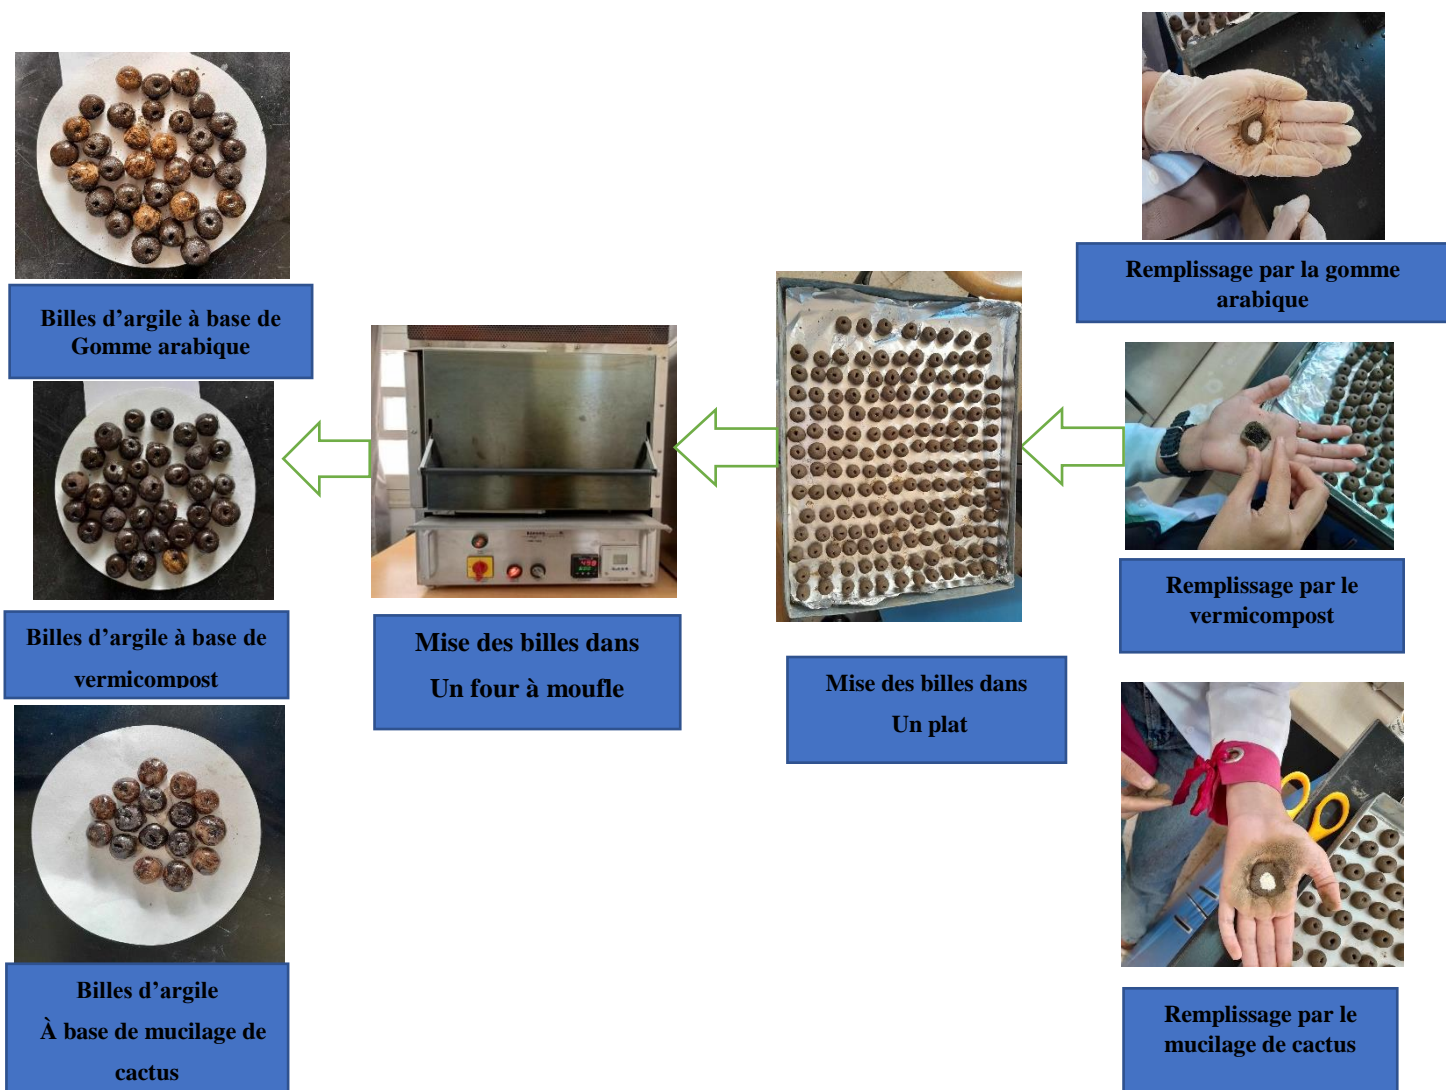 Billes d’argile à base de
Gomme arabique
Billes d’argile à base de
vermicompost
Billes d’argile
À base de mucilage de
cactus
Mise des billes dans
Un four à moufle
Mise des billes dans
Un plat
Remplissage par la gomme
arabique
Remplissage par le
vermicompost
Remplissage par le
mucilage de cactus